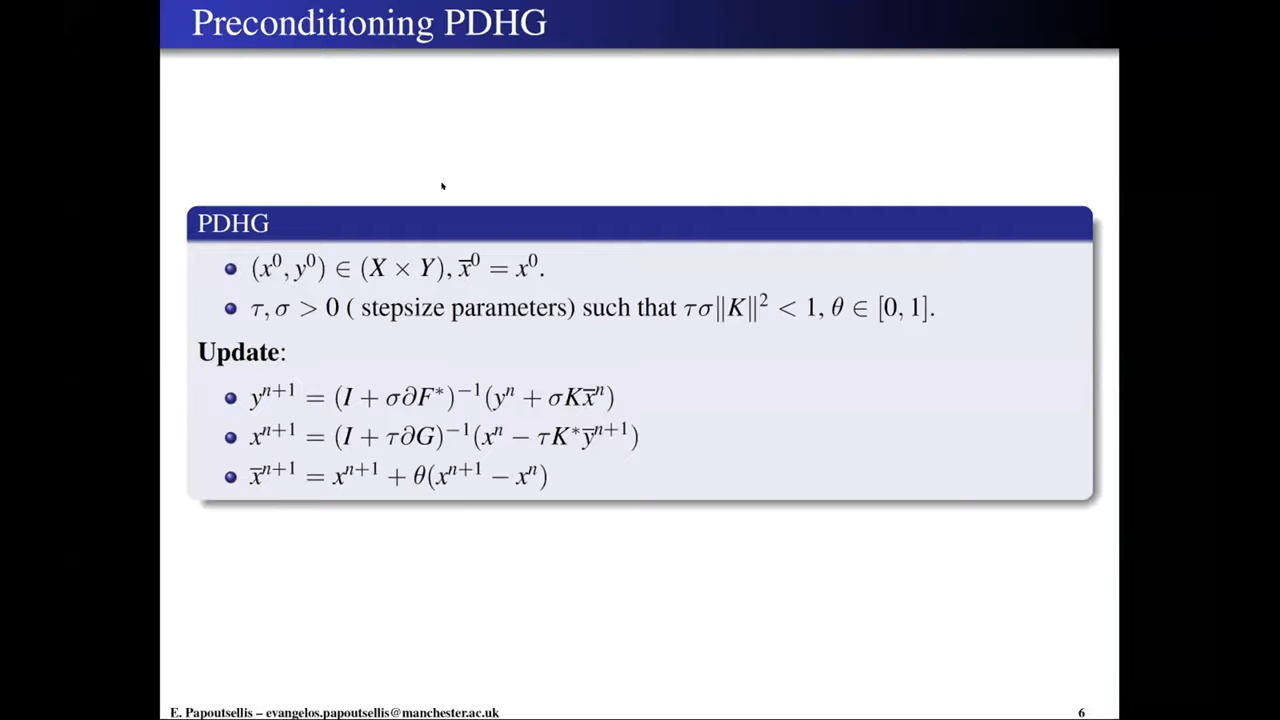 Preconditioning PDHG
PDHG
(x⁰, y⁰) ∈ (X × Y), x̅⁰ = x⁰.
τ, σ > 0 ( stepsize parameters) such that τσ‖K‖² < 1, θ ∈ [0, 1].
Update:
yⁿ⁺¹ = (I + σ∂F*)⁻¹(yⁿ + σKx̅ⁿ)
xⁿ⁺¹ = (I + τ∂G)⁻¹(xⁿ − τK*y̅ⁿ⁺¹)
x̅ⁿ⁺¹ = xⁿ⁺¹ + θ(xⁿ⁺¹ − xⁿ)
E. Papoutsellis – evangelos.papoutsellis@manchester.ac.uk 6